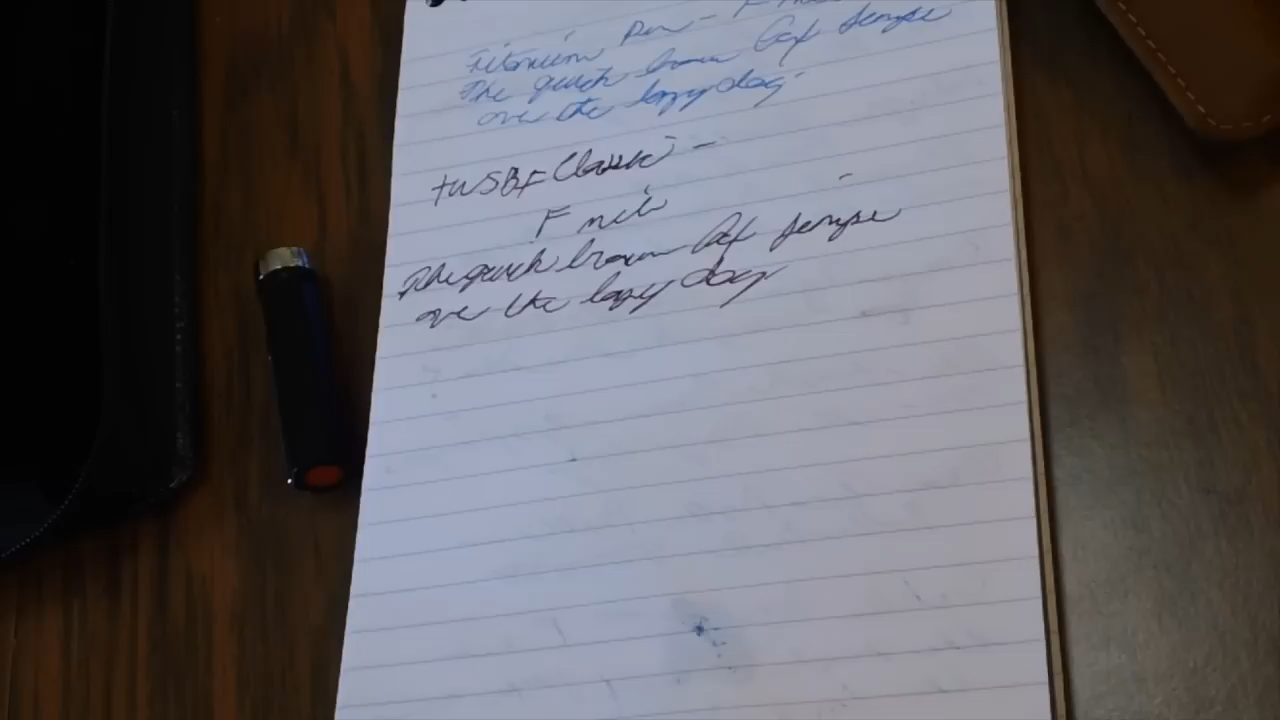 Titanium Pen - F
The quick brown fox jumps
over the lazy dog.
TWSBI Classic -
F nib
The quick brown fox jumps
over the lazy dog.